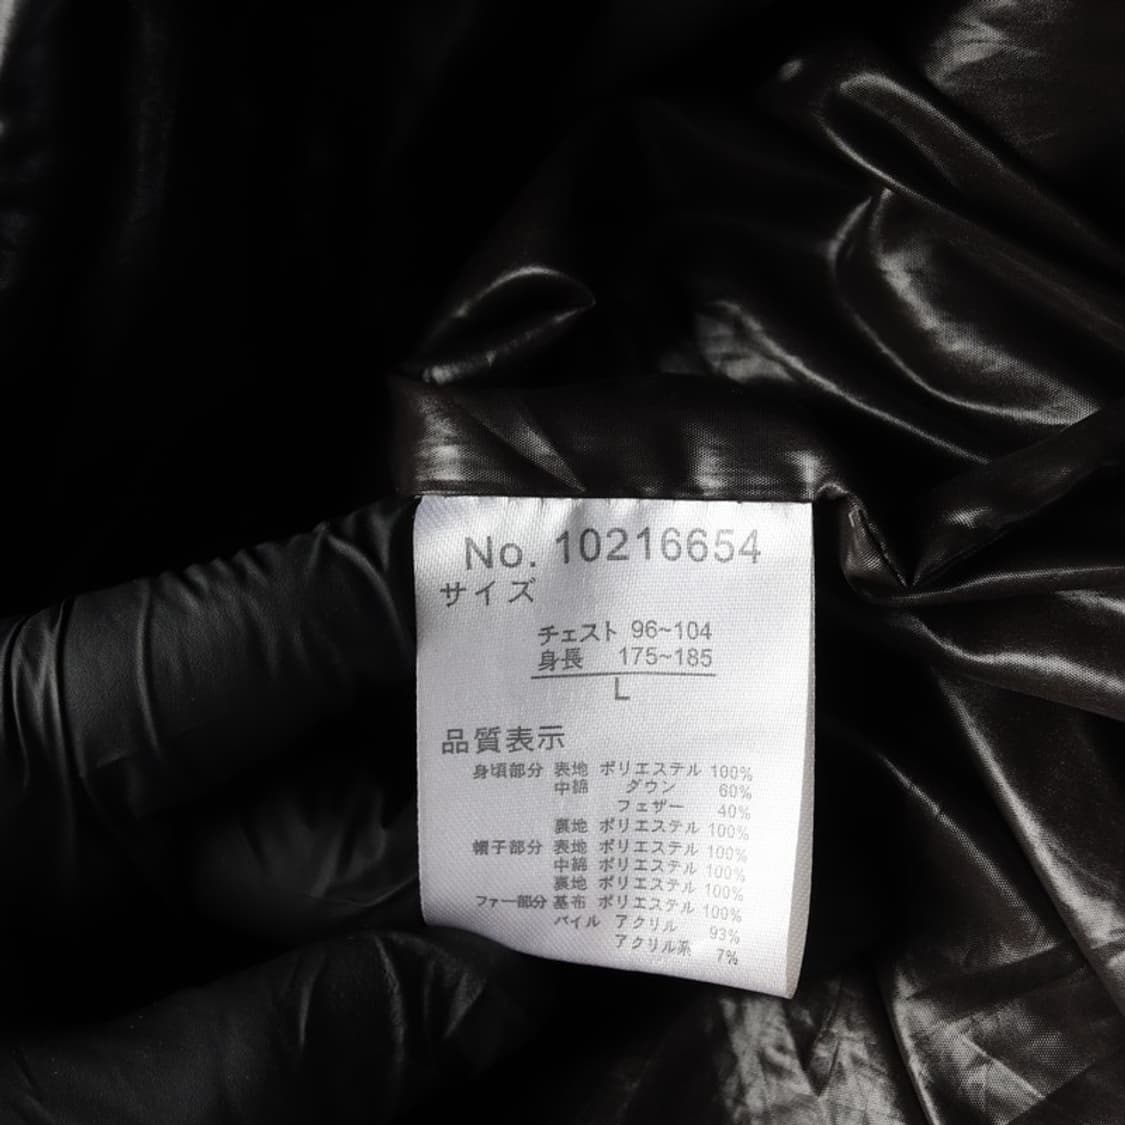 No. 10216654
サイズ
チェスト 96~104
身長 175~185
L
品質表示
身頃部分 表地 ポリエステル 100%
中綿 ダウン 60%
フェザー 40%
裏地 ポリエステル 100%
帽子部分 表地 ポリエステル 100%
中綿 ポリエステル 100%
裏地 ポリエステル 100%
ファー部分 基布 ポリエステル 100%
パイル アクリル 93%
アクリル系 7%